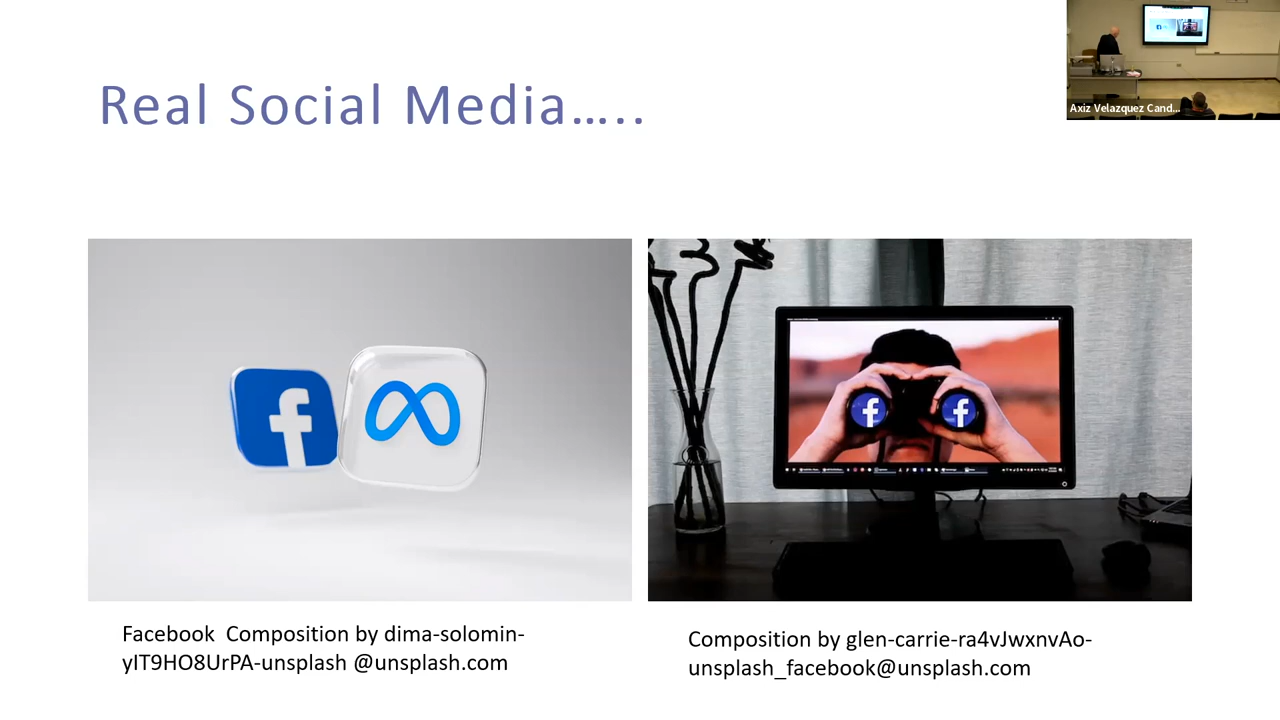 Real Social Media…..
Axiz Velazquez Cand...
Facebook  Composition by dima-solomin-
yIT9HO8UrPA-unsplash @unsplash.com
Composition by glen-carrie-ra4vJwxnvAo-
unsplash_facebook@unsplash.com